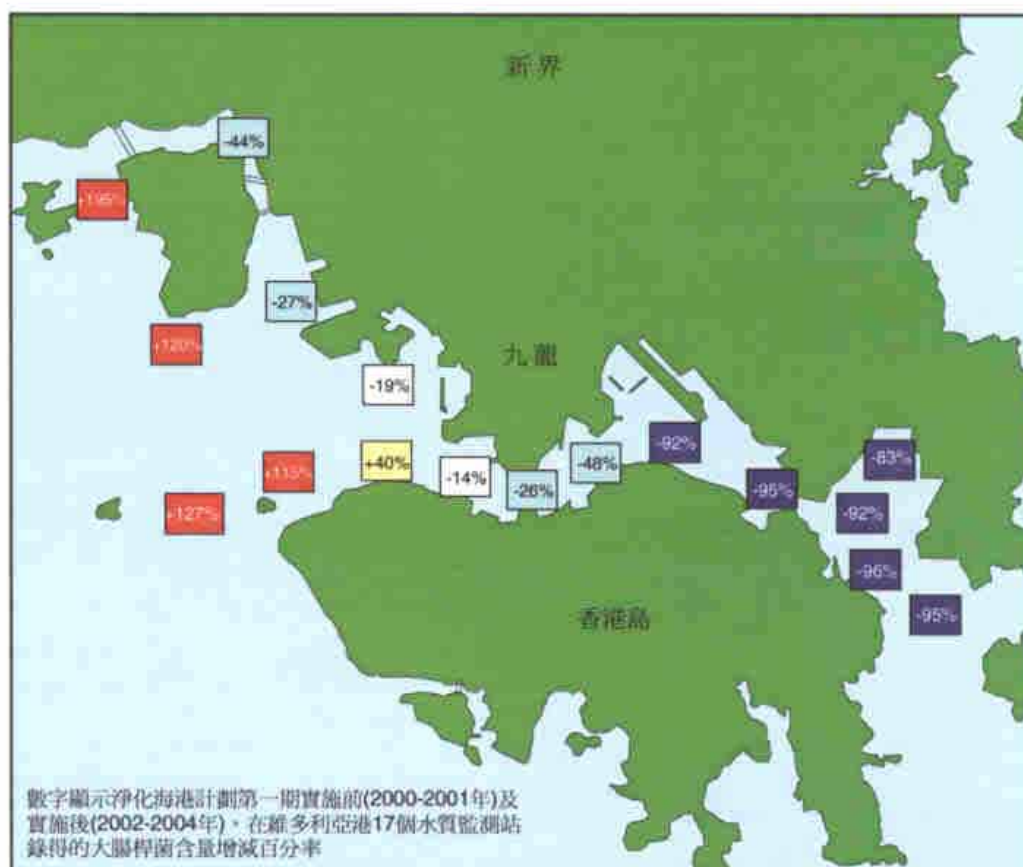 新界
-44%
+195%
-27%
+120%
九龍
-19%
-92%
+40%
-48%
-83%
+115%
-14%
-26%
-95%
+127%
-92%
-96%
香港島
-95%
數字顯示淨化海港計劃第一期實施前(2000-2001年)及
實施後(2002-2004年)，在維多利亞港17個水質監測站
錄得的大腸桿菌含量增減百分率